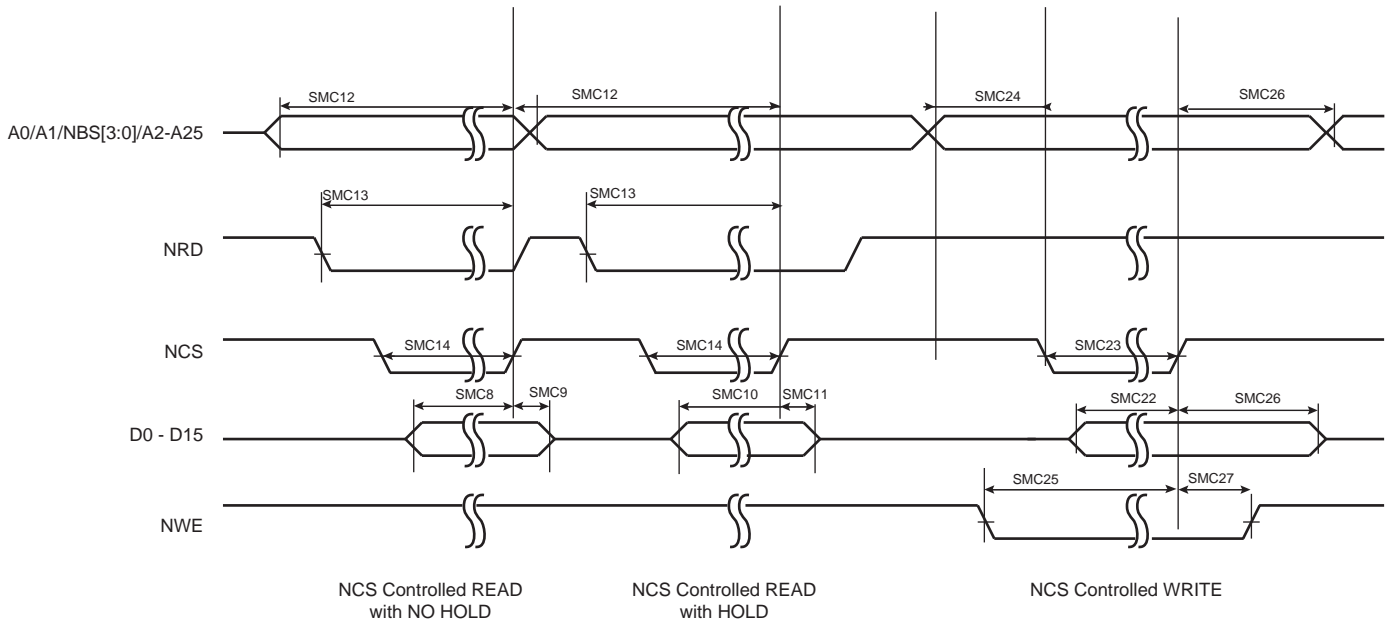 SMC12
SMC12
SMC24
SMC26
A0/A1/NBS[3:0]/A2-A25
SMC13
SMC13
NRD
NCS
SMC14
SMC14
SMC23
SMC8
SMC9
SMC10
SMC11
SMC22
SMC26
D0 - D15
SMC25
SMC27
NWE
NCS Controlled READ
with NO HOLD
NCS Controlled READ
with HOLD
NCS Controlled WRITE